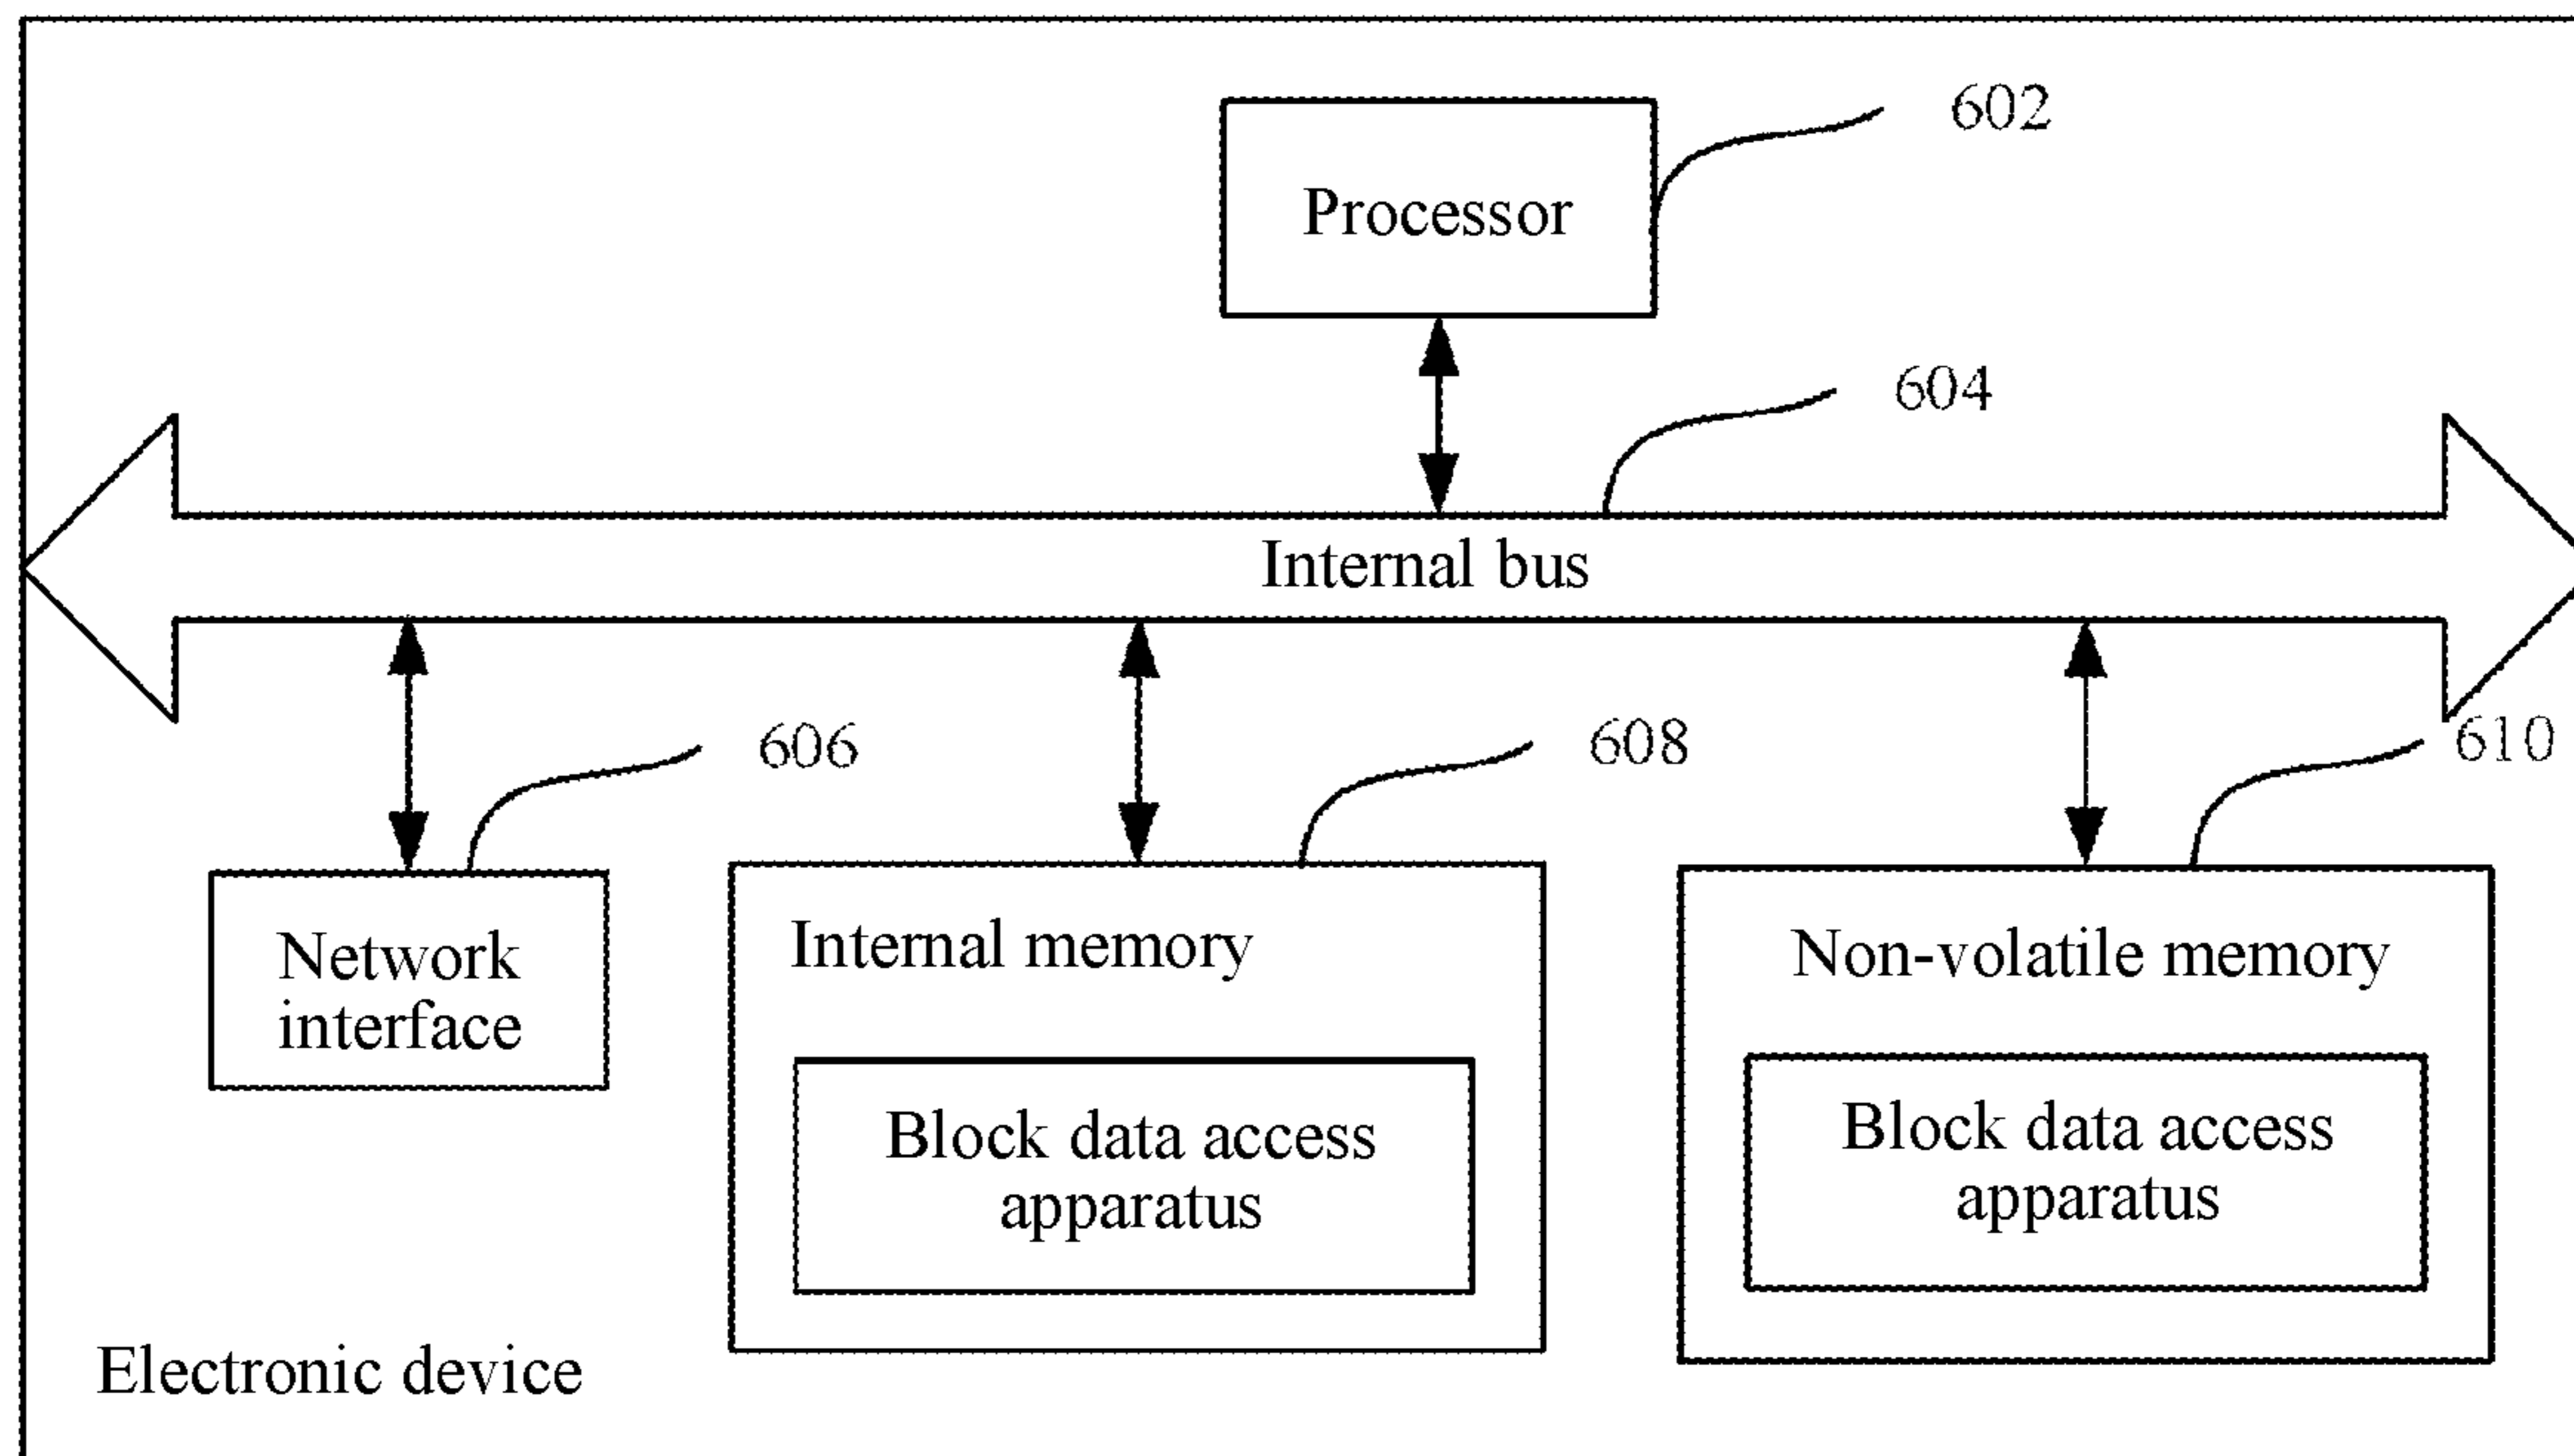 602
Processor
604
Internal bus
606
608
610
Network
interface
Internal memory
Block data access
apparatus
Non-volatile memory
Block data access
apparatus
Electronic device